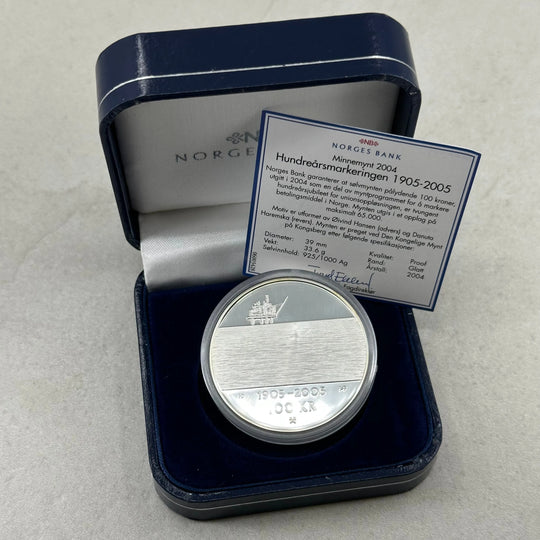 NORGES
NB
NORGES BANK
Minnemynt 2004
Hundreårsmarkeringen 1905-2005
Norges Bank garanterer at sølvmynten pålydende 100 kroner,
utgitt i 2004 som en del av myntprogrammet for å markere
hundreårsjubileet for unionsoppløsningen, er tvungent
betalingsmiddel i Norge. Mynten utgis i et opplag på
maksimalt 65.000.
Motiv er utformet av Øivind Hansen (advers) og Danuta
Haremska (revers). Mynten er preget ved Den Kongelige Mynt
på Kongsberg etter følgende spesifikasjoner:
Diameter: 39 mm Kvalitet: Proof
Vekt: 33.6 g Rand: Glatt
Sølvinnhold: 925/1000 Ag Årstall: 2004
Fagdirektør
1905-2005
100 KR